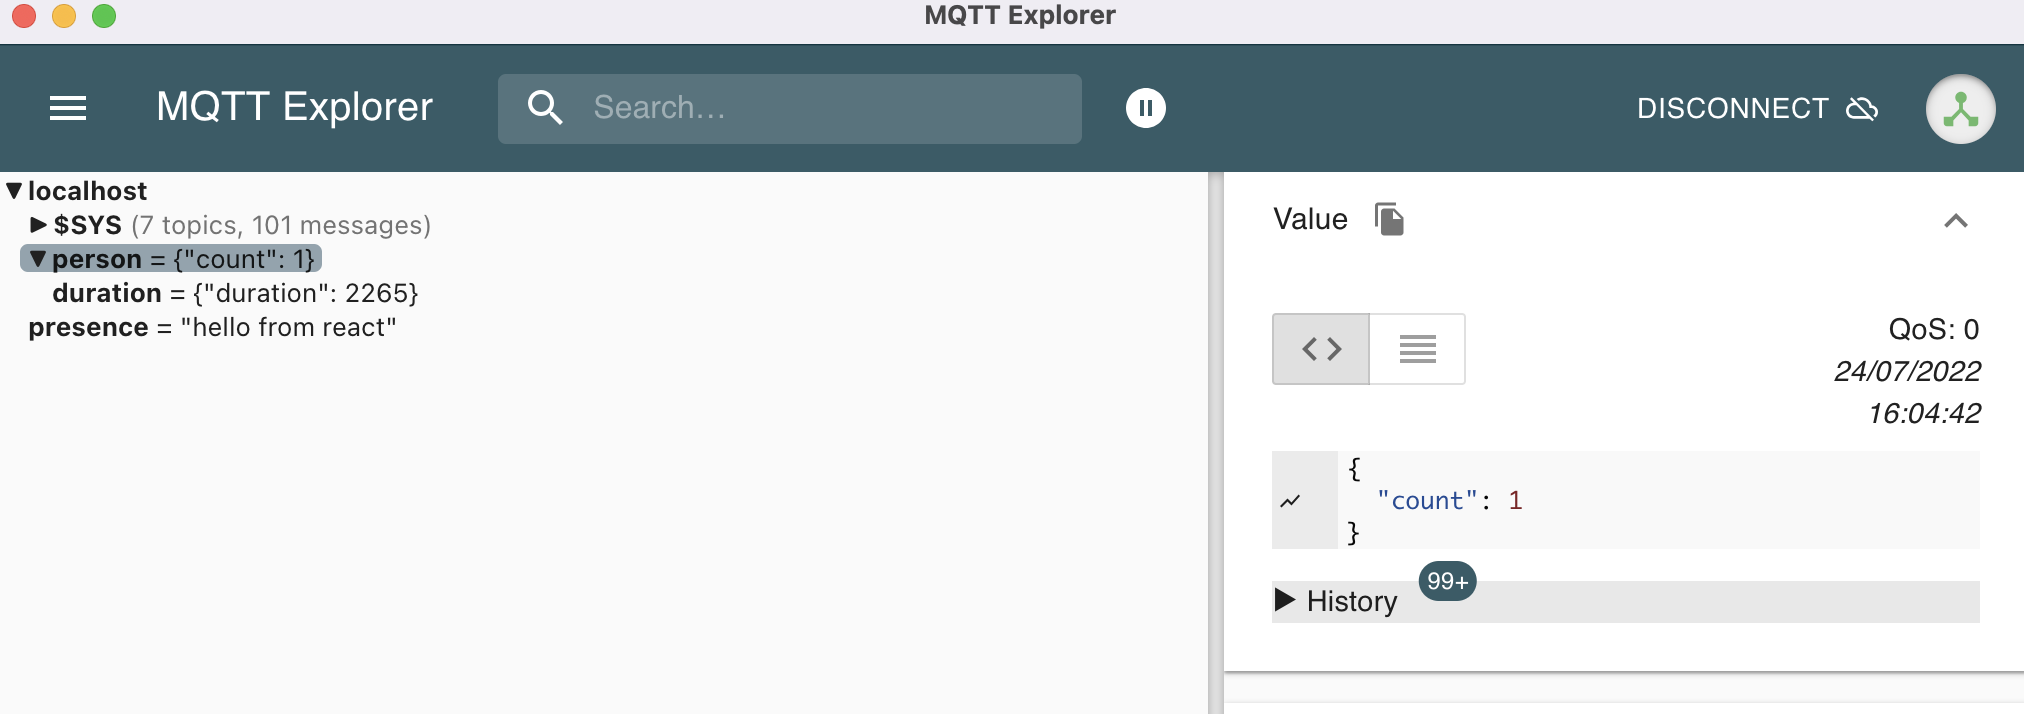 MQTT Explorer
MQTT Explorer
Search...
DISCONNECT
localhost
$SYS (7 topics, 101 messages)
person = {"count": 1}
duration = {"duration": 2265}
presence = "hello from react"
Value
QoS: 0
24/07/2022
16:04:42
{
"count": 1
}
History 99+